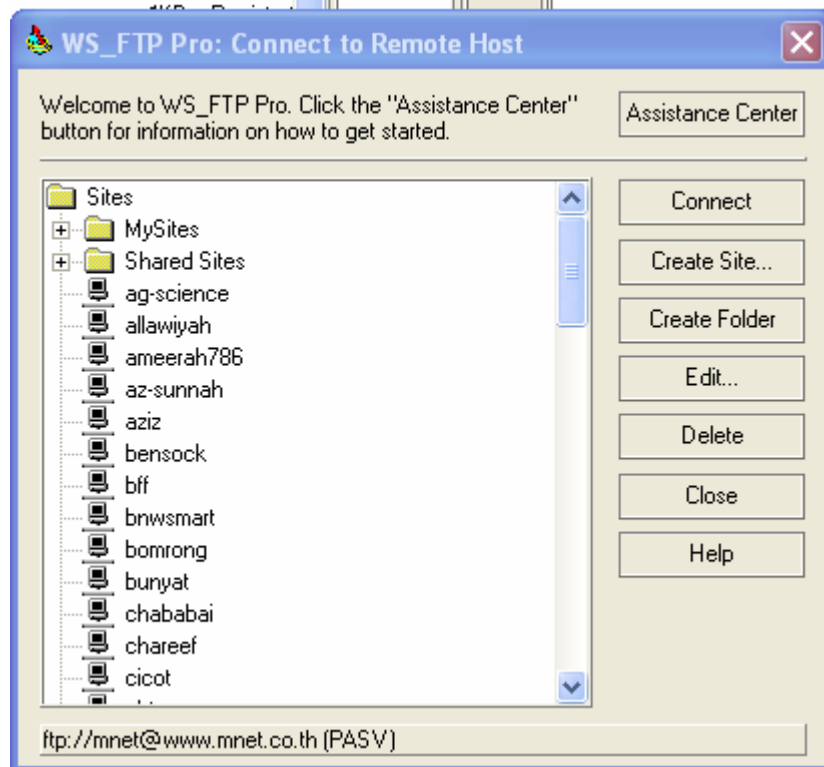 WS_FTP Pro: Connect to Remote Host
Welcome to WS_FTP Pro. Click the "Assistance Center"
button for information on how to get started.
Assistance Center
Sites
MySites
Shared Sites
ag-science
allawiyah
ameerah786
az-sunnah
aziz
bensock
bff
bnwsmart
bomrong
bunyat
chababai
chareef
cicot
Connect
Create Site...
Create Folder
Edit...
Delete
Close
Help
ftp://mnet@www.mnet.co.th (PASV)